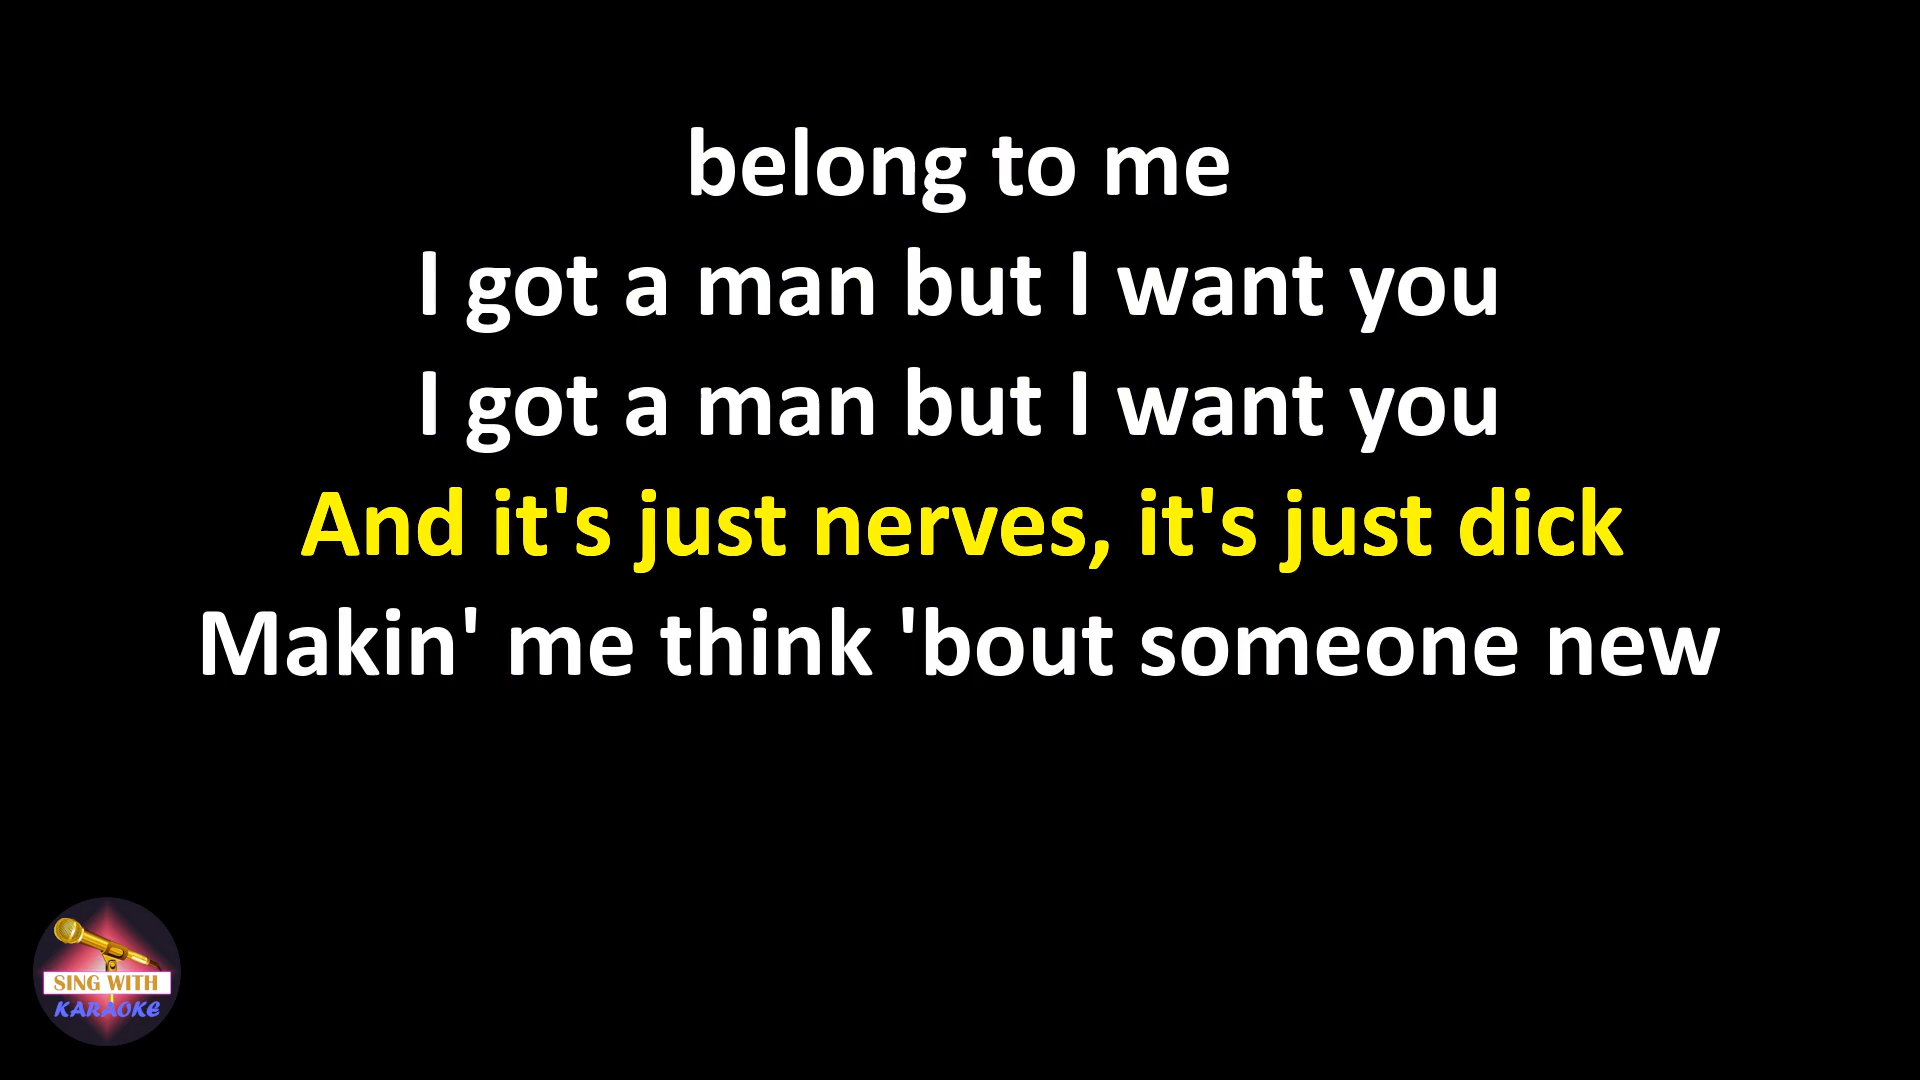 belong to me
I got a man but I want you
I got a man but I want you
And it's just nerves, it's just dick
Makin' me think 'bout someone new
SING WITH
KARAOKE